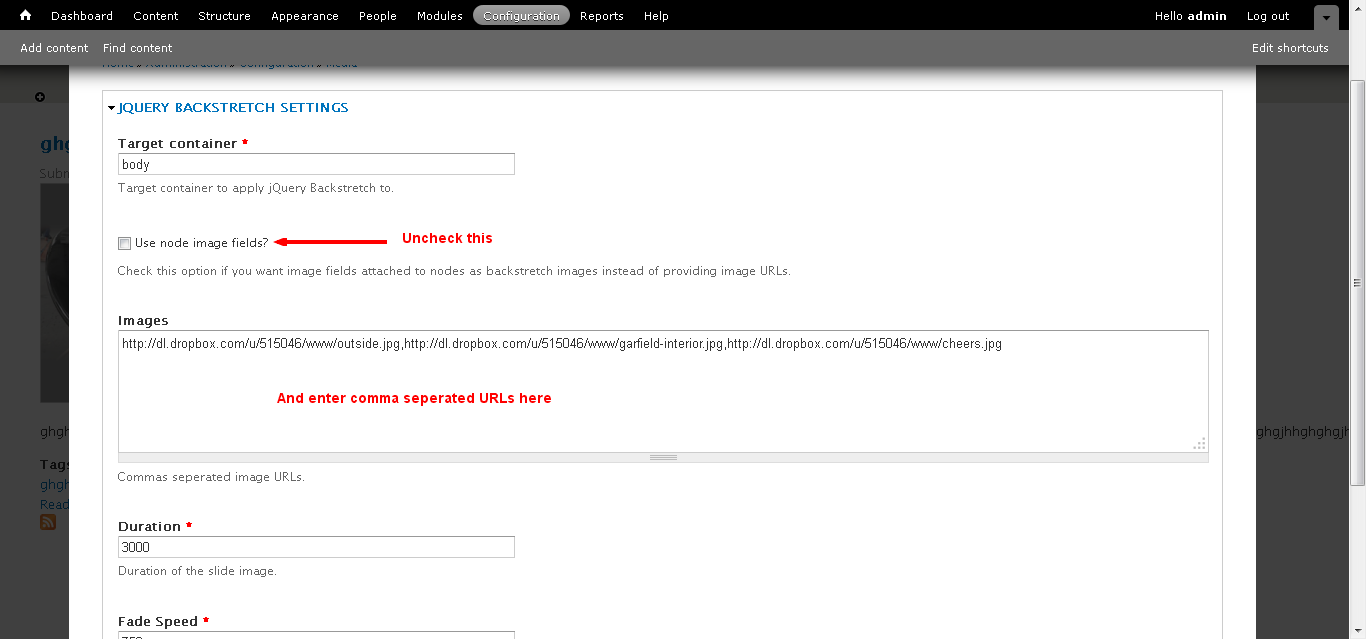 Dashboard Content Structure Appearance People Modules Configuration Reports Help Hello admin Log out
Add content Find content Edit shortcuts
Home » Administration » Configuration » Media
JQUERY BACKSTRETCH SETTINGS
ghg
Target container *
body
Subm
Target container to apply jQuery Backstretch to.
Use node image fields? Uncheck this
Check this option if you want image fields attached to nodes as backstretch images instead of providing image URLs.
Images
http://dl.dropbox.com/u/515046/www/outside.jpg,http://dl.dropbox.com/u/515046/www/garfield-interior.jpg,http://dl.dropbox.com/u/515046/www/cheers.jpg
And enter comma seperated URLs here
ghgh ghgjhhghghgjh
Tags
Commas seperated image URLs.
ghgh
Read
Duration *
3000
Duration of the slide image.
Fade Speed *
750